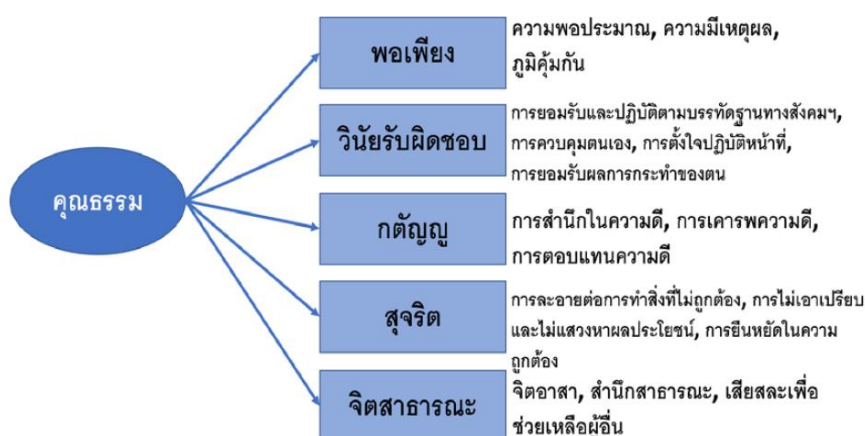 คุณธรรม
พอเพียง
ความพอประมาณ, ความมีเหตุผล,
ภูมิคุ้มกัน
วินัยรับผิดชอบ
การยอมรับและปฏิบัติตามบรรทัดฐานทางสังคมฯ,
การควบคุมตนเอง, การตั้งใจปฏิบัติหน้าที่,
การยอมรับผลการกระทำของตน
กตัญญู
การสำนึกในความดี, การเคารพความดี,
การตอบแทนความดี
สุจริต
การละอายต่อการทำสิ่งที่ไม่ถูกต้อง, การไม่เอาเปรียบ
และไม่แสวงหาผลประโยชน์, การยืนหยัดในความ
ถูกต้อง
จิตสาธารณะ
จิตอาสา, สำนึกสาธารณะ, เสียสละเพื่อ
ช่วยเหลือผู้อื่น